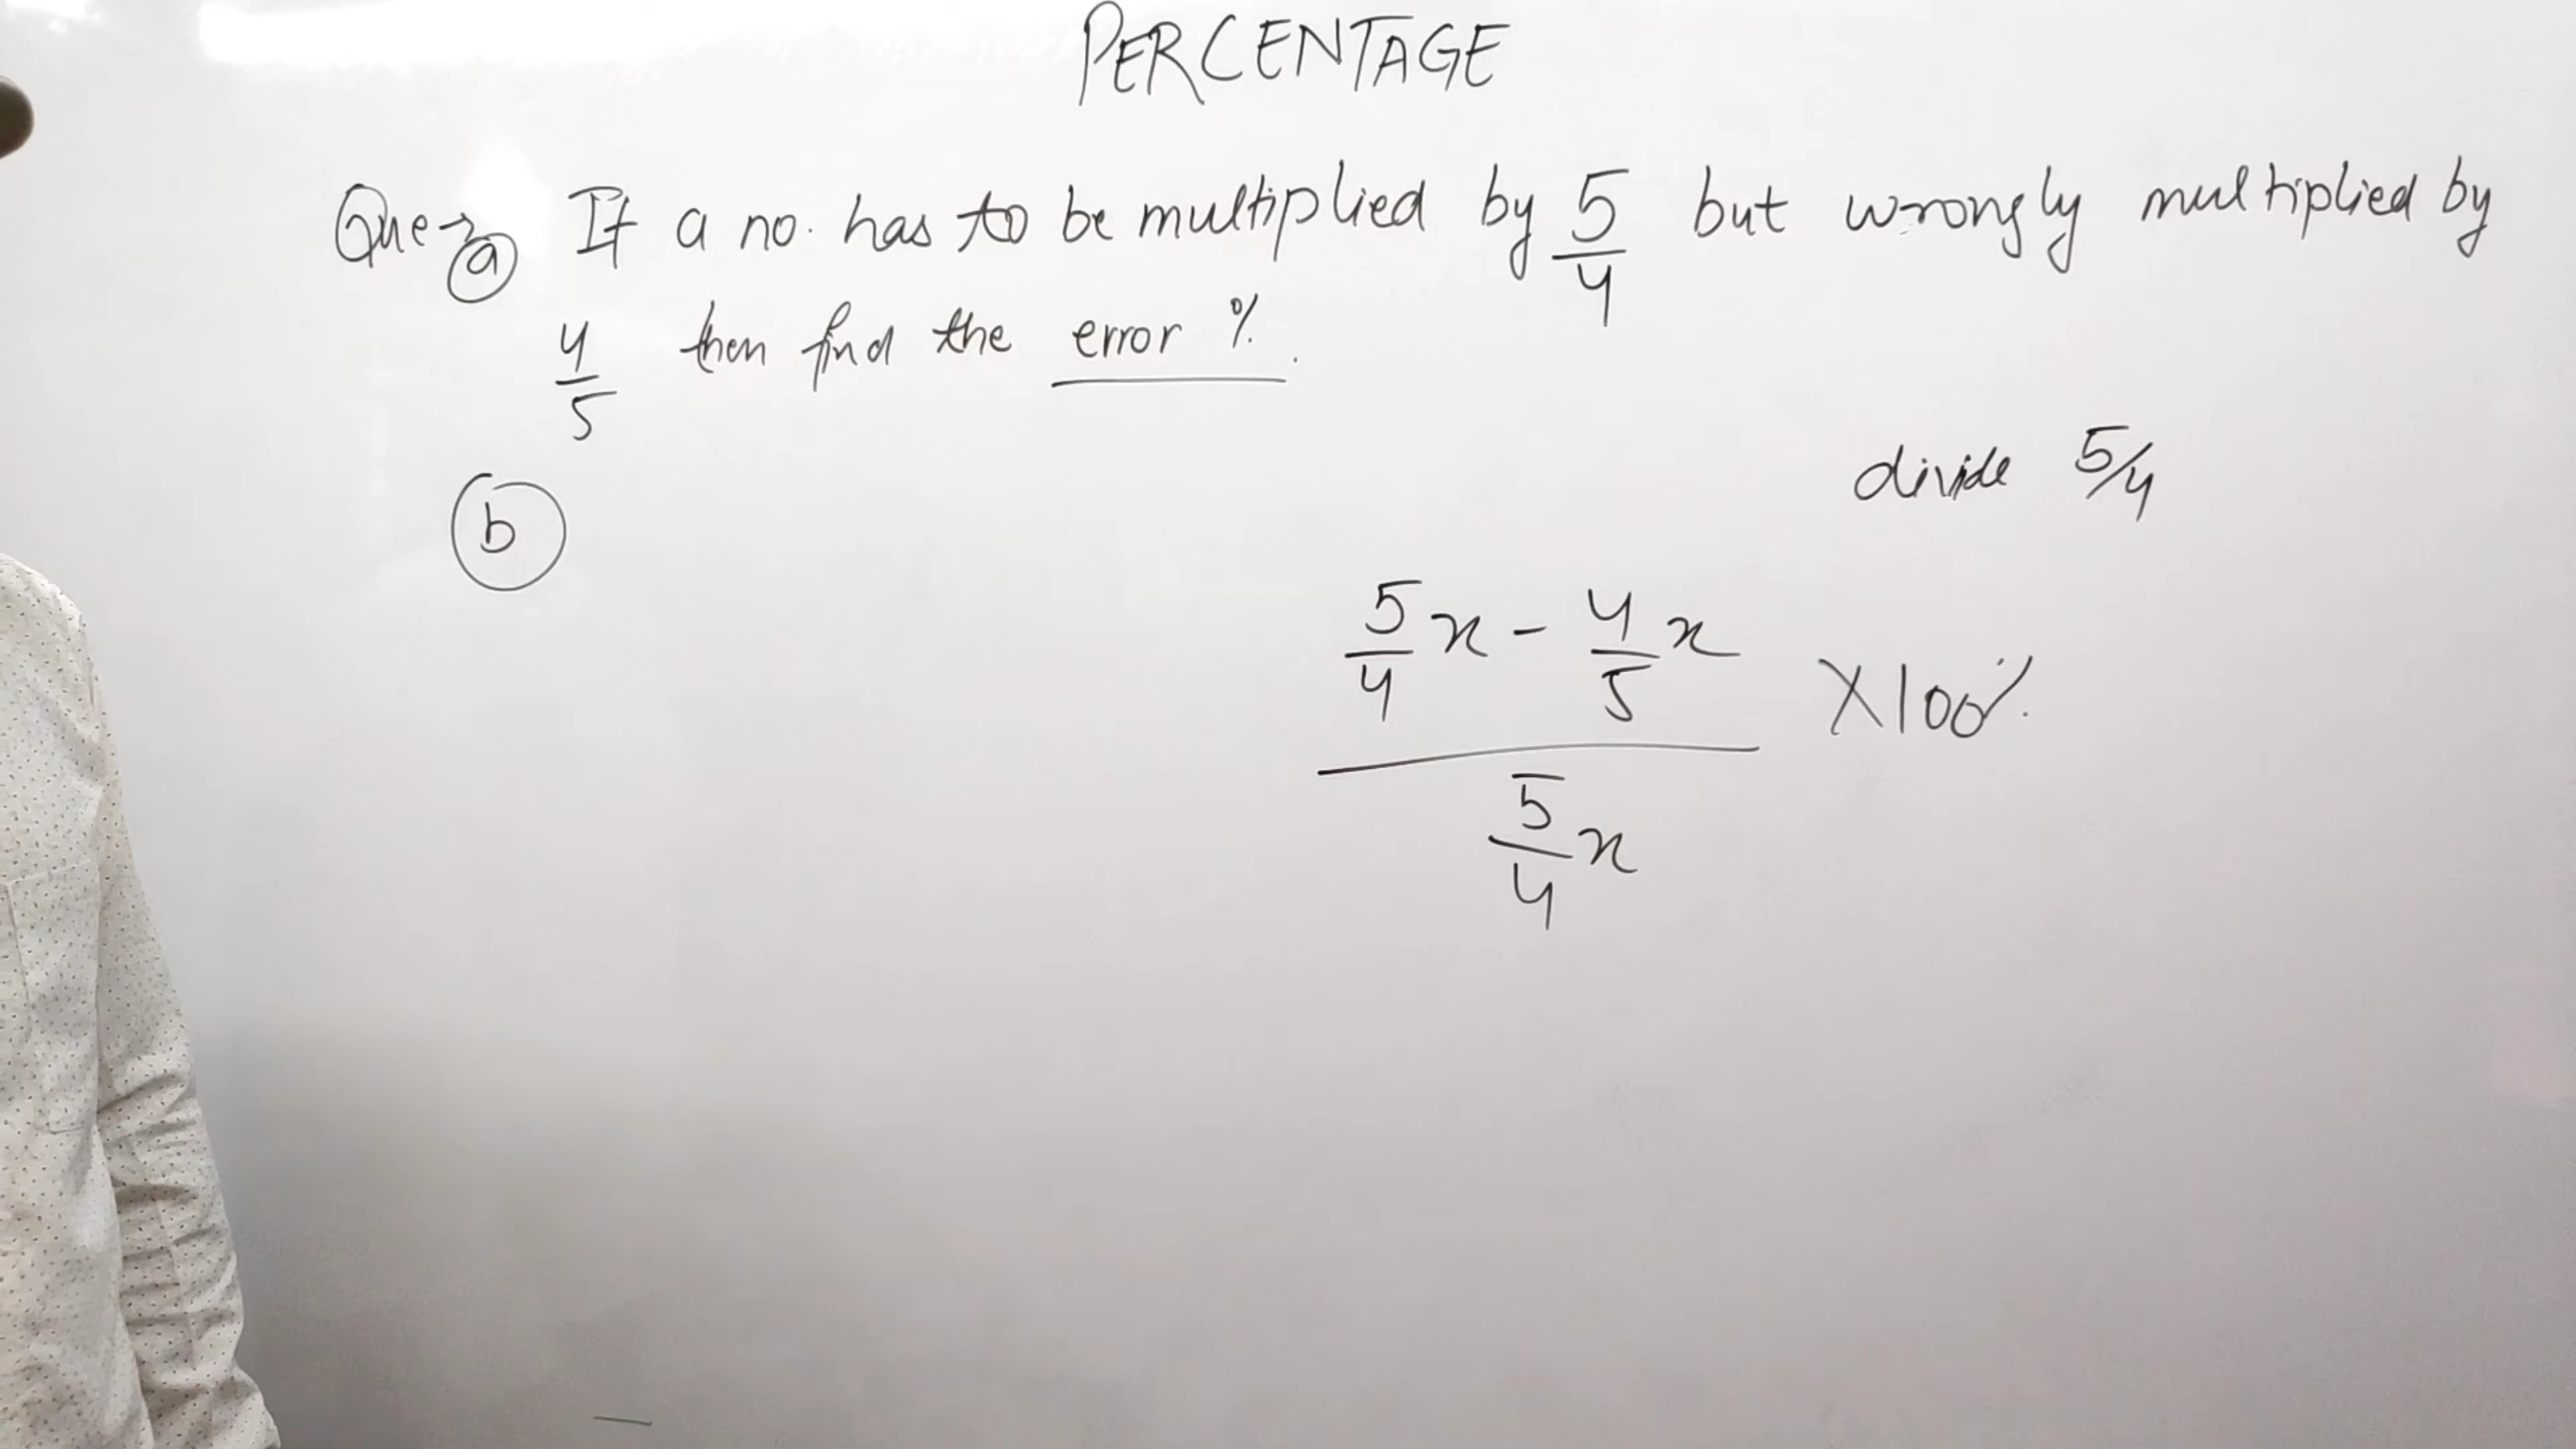 PERCENTAGE
Que → (a) If a no. has to be multiplied by 5/4 but wrongly multiplied by
4/5 then find the error %.
divide 5/4
(b)
5/4 x - 4/5 x
X100%
5/4 x